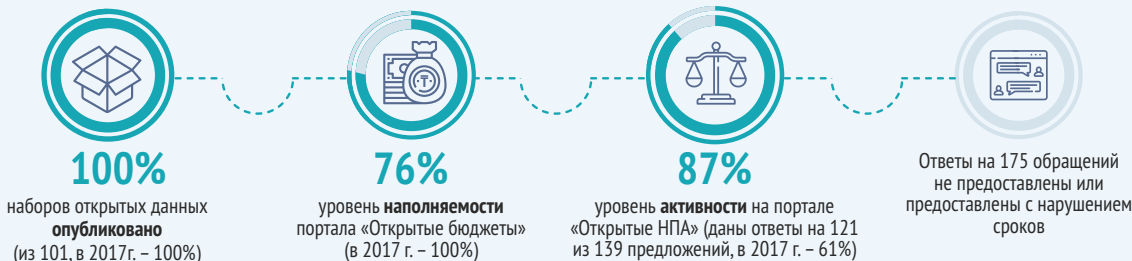 100%
наборов открытых данных
опубликовано
(из 101, в 2017г. – 100%)
76%
уровень наполняемости
портала «Открытые бюджеты»
(в 2017 г. – 100%)
87%
уровень активности на портале
«Открытые НПА» (даны ответы на 121
из 139 предложений, в 2017 г. – 61%)
Ответы на 175 обращений
не предоставлены или
предоставлены с нарушением
сроков